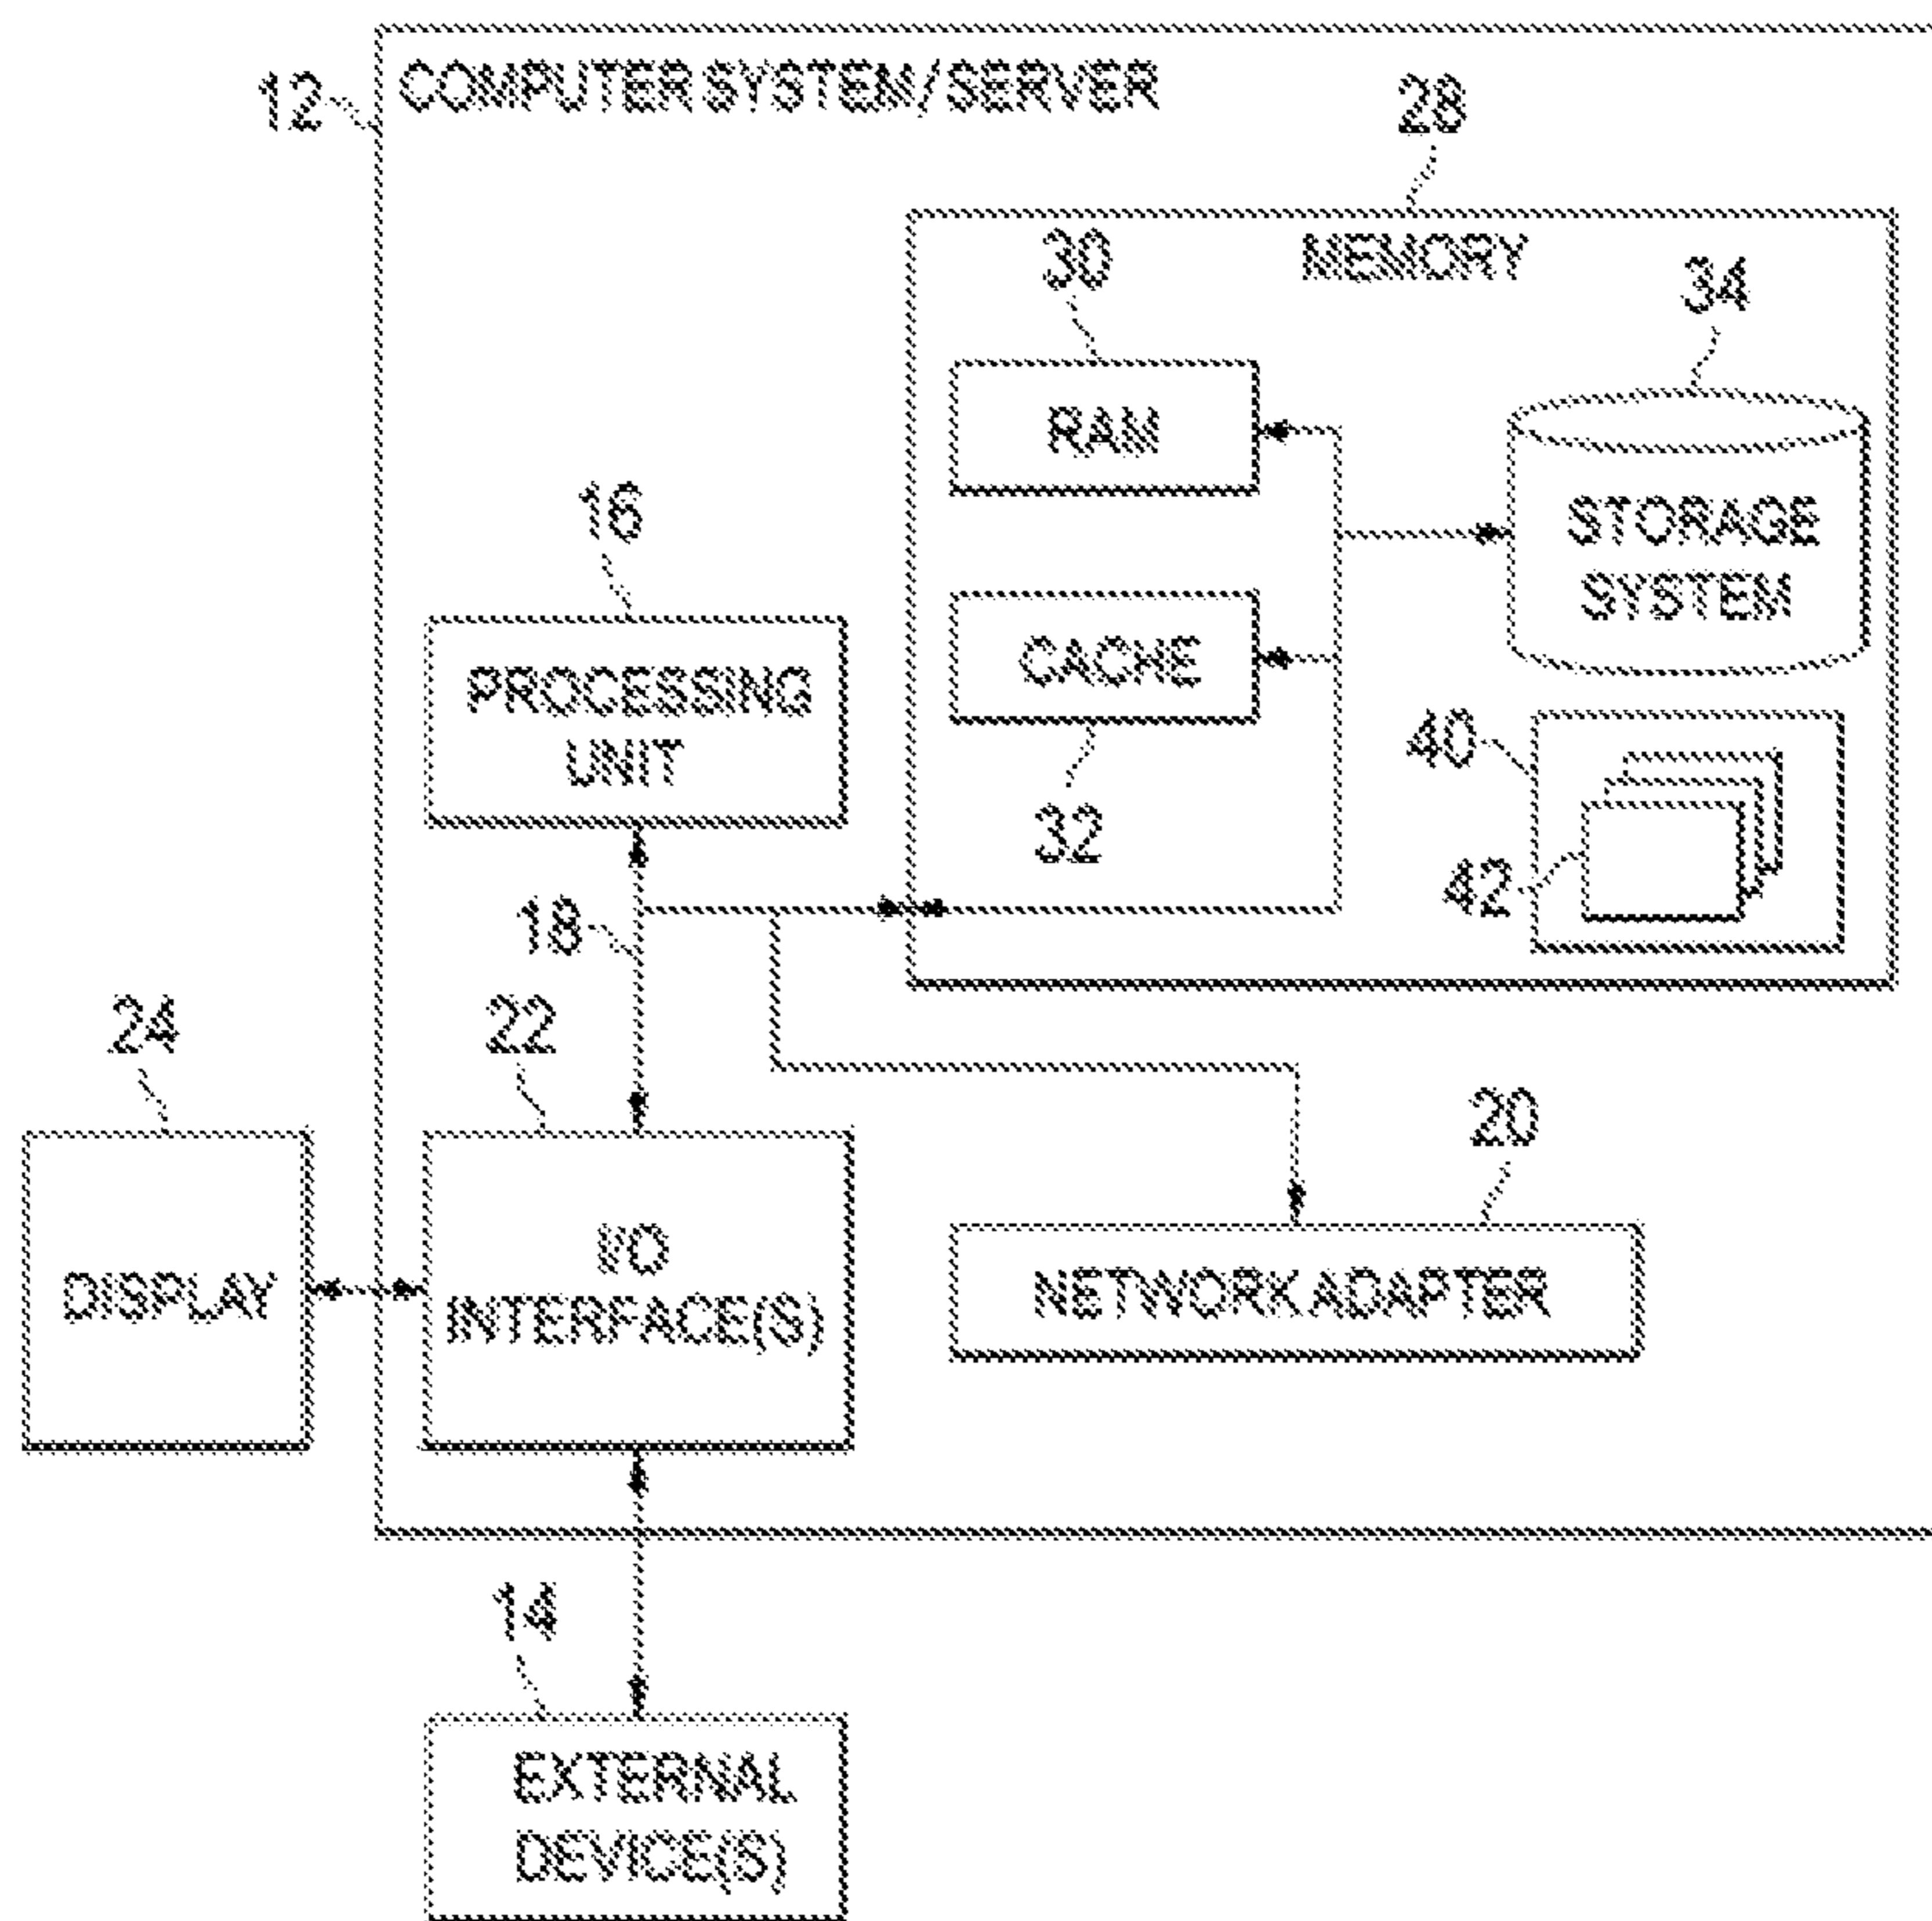 12
COMPUTER SYSTEM/ SERVER
28
MEMORY
30
34
RAM
16
STORAGE
SYSTEM
CACHE
PROCESSING
UNIT
40
32
42
18
24
22
20
DISPLAY
I/O
INTERFACE(S)
NETWORK ADAPTER
14
EXTERNAL
DEVICE(S)